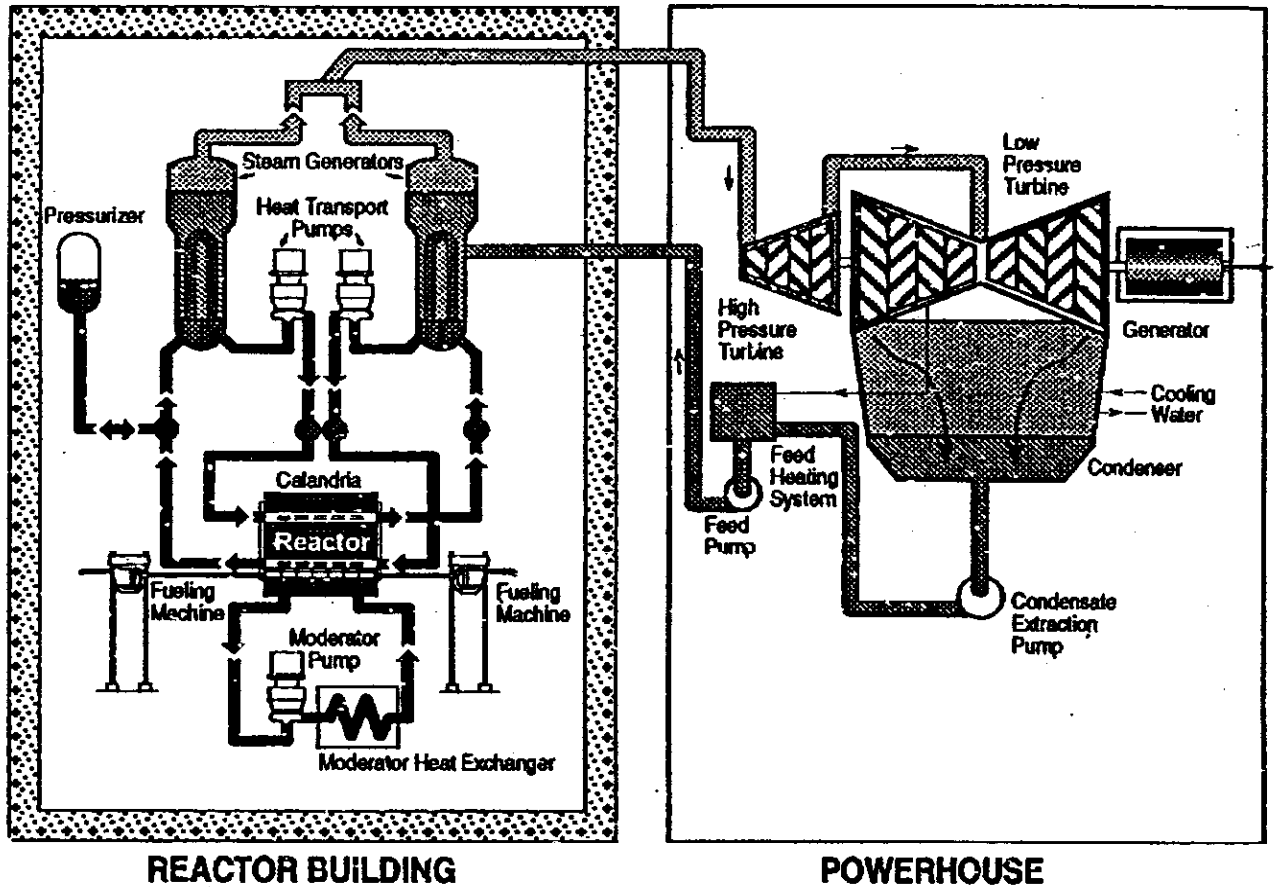 Steam Generators
Pressurizer
Heat Transport
Pumps
Calandria
Reactor
Fueling
Machine
Fueling
Machine
Moderator
Pump
Moderator Heat Exchanger
REACTOR BUILDING
Low
Pressure
Turbine
High
Pressure
Turbine
Generator
Cooling
Water
Condenser
Feed
Heating
System
Feed
Pump
Condensate
Extraction
Pump
POWERHOUSE